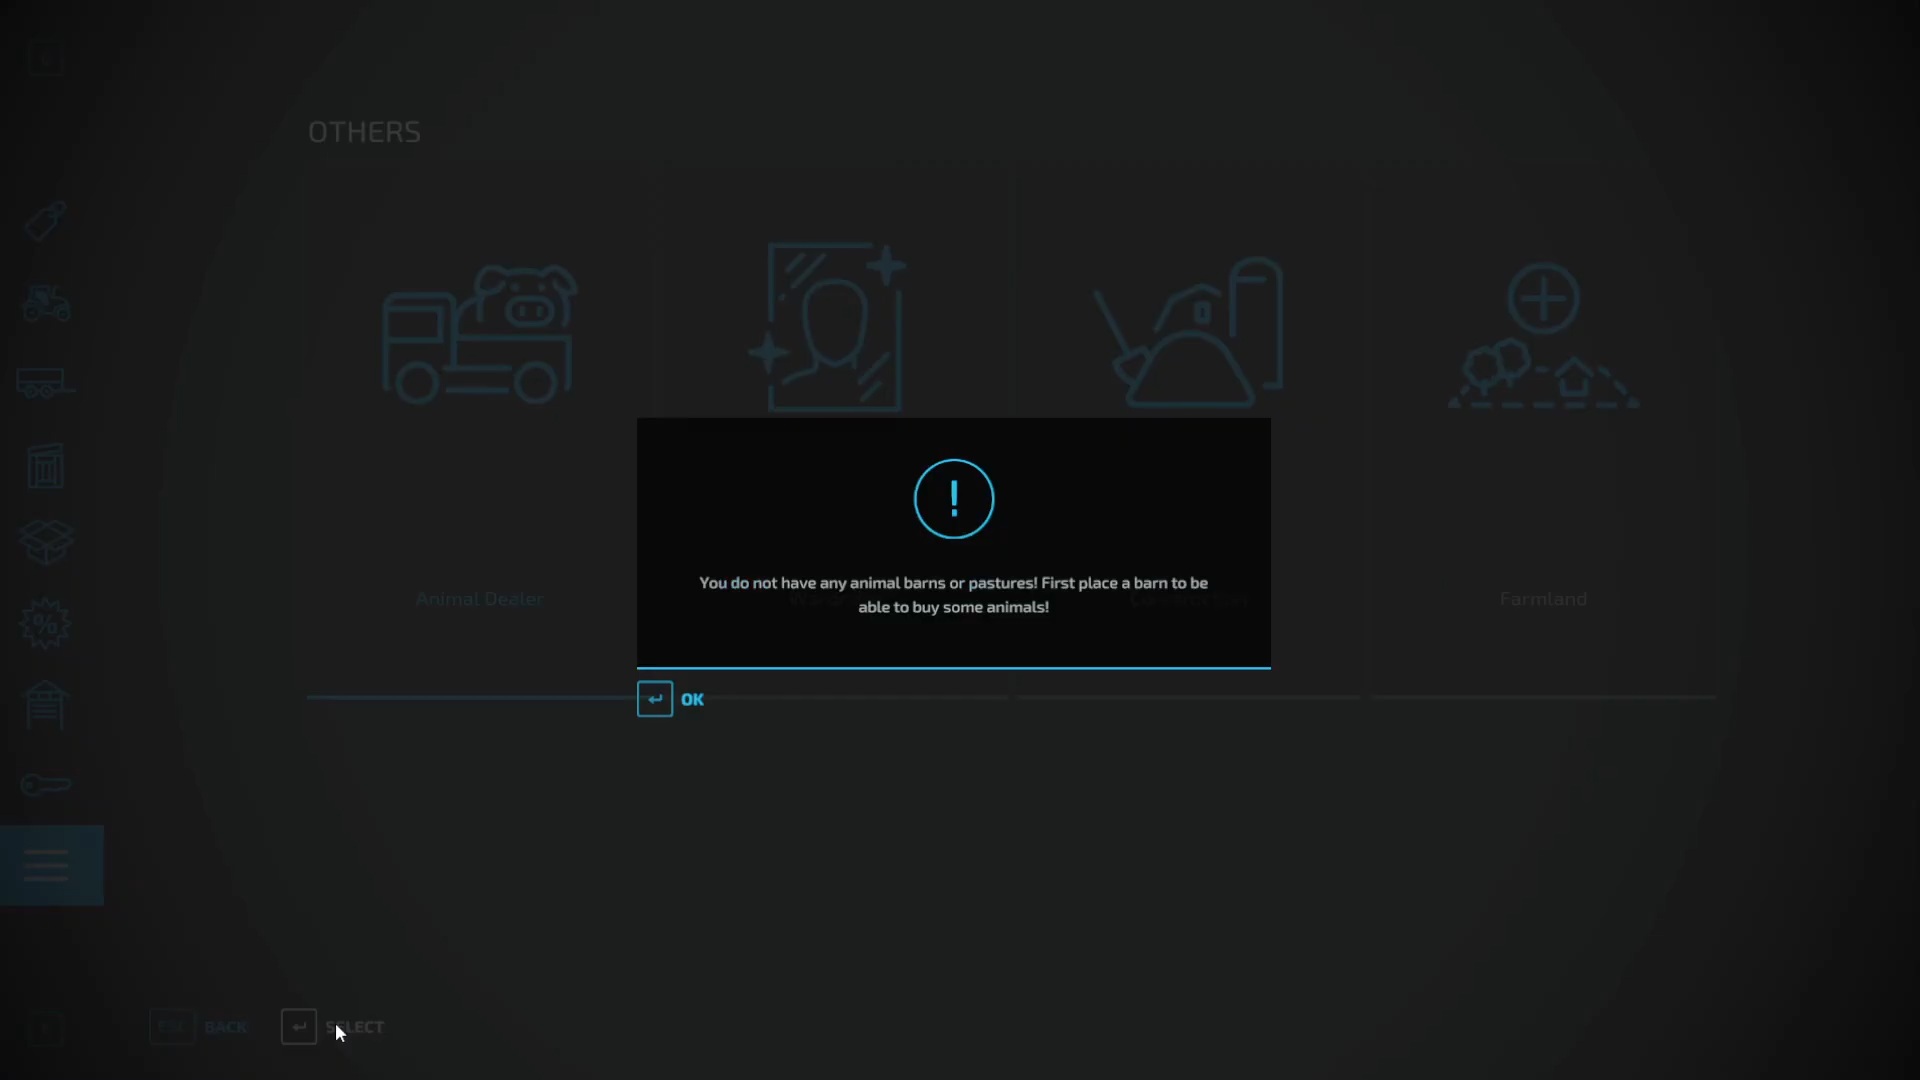 OTHERS
Animal Dealer
Farmland
You do not have any animal barns or pastures! First place a barn to be
able to buy some animals!
OK
ESC BACK
SELECT